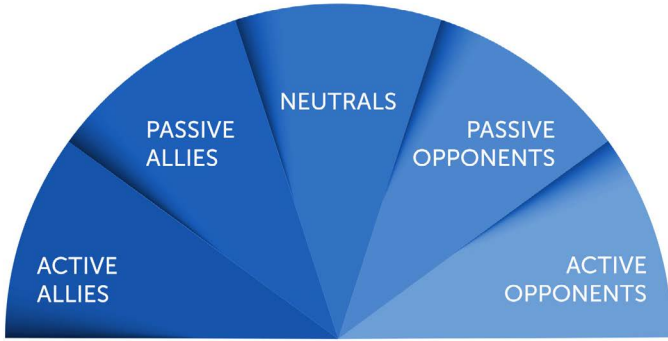 ACTIVE
ALLIES
PASSIVE
ALLIES
NEUTRALS
PASSIVE
OPPONENTS
ACTIVE
OPPONENTS